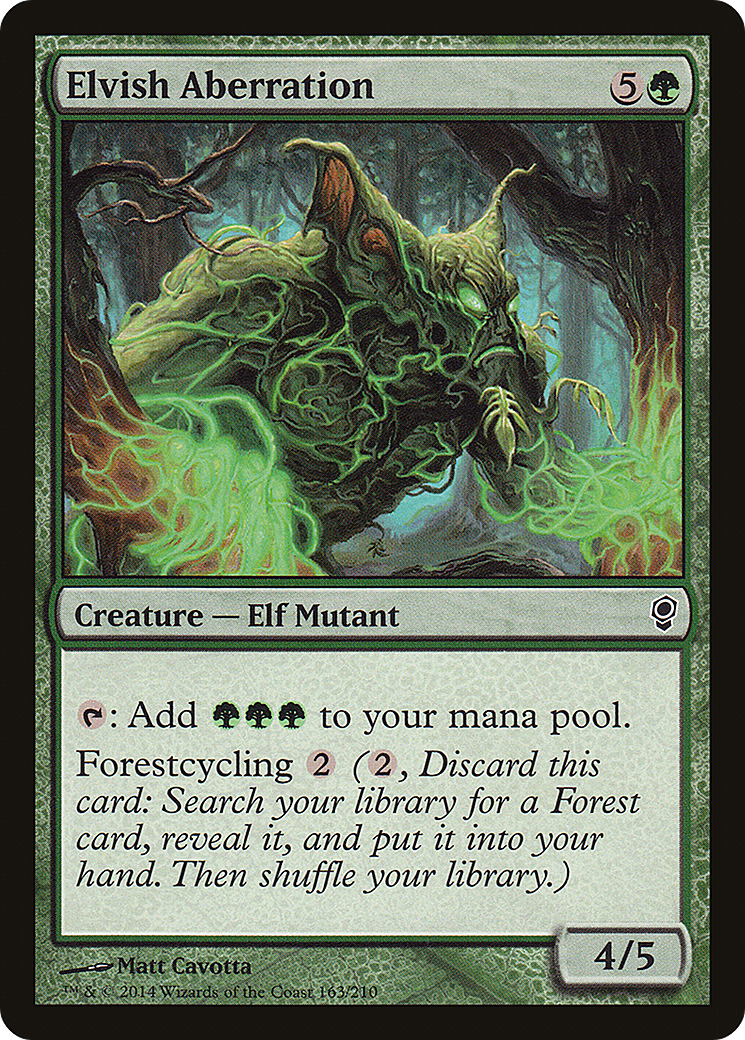 Elvish Aberration 5
Creature — Elf Mutant
: Add to your mana pool.
Forestcycling 2 (2, Discard this
card: Search your library for a Forest
card, reveal it, and put it into your
hand. Then shuffle your library.)
4/5
Matt Cavotta
™ & © 2014 Wizards of the Coast 163/210